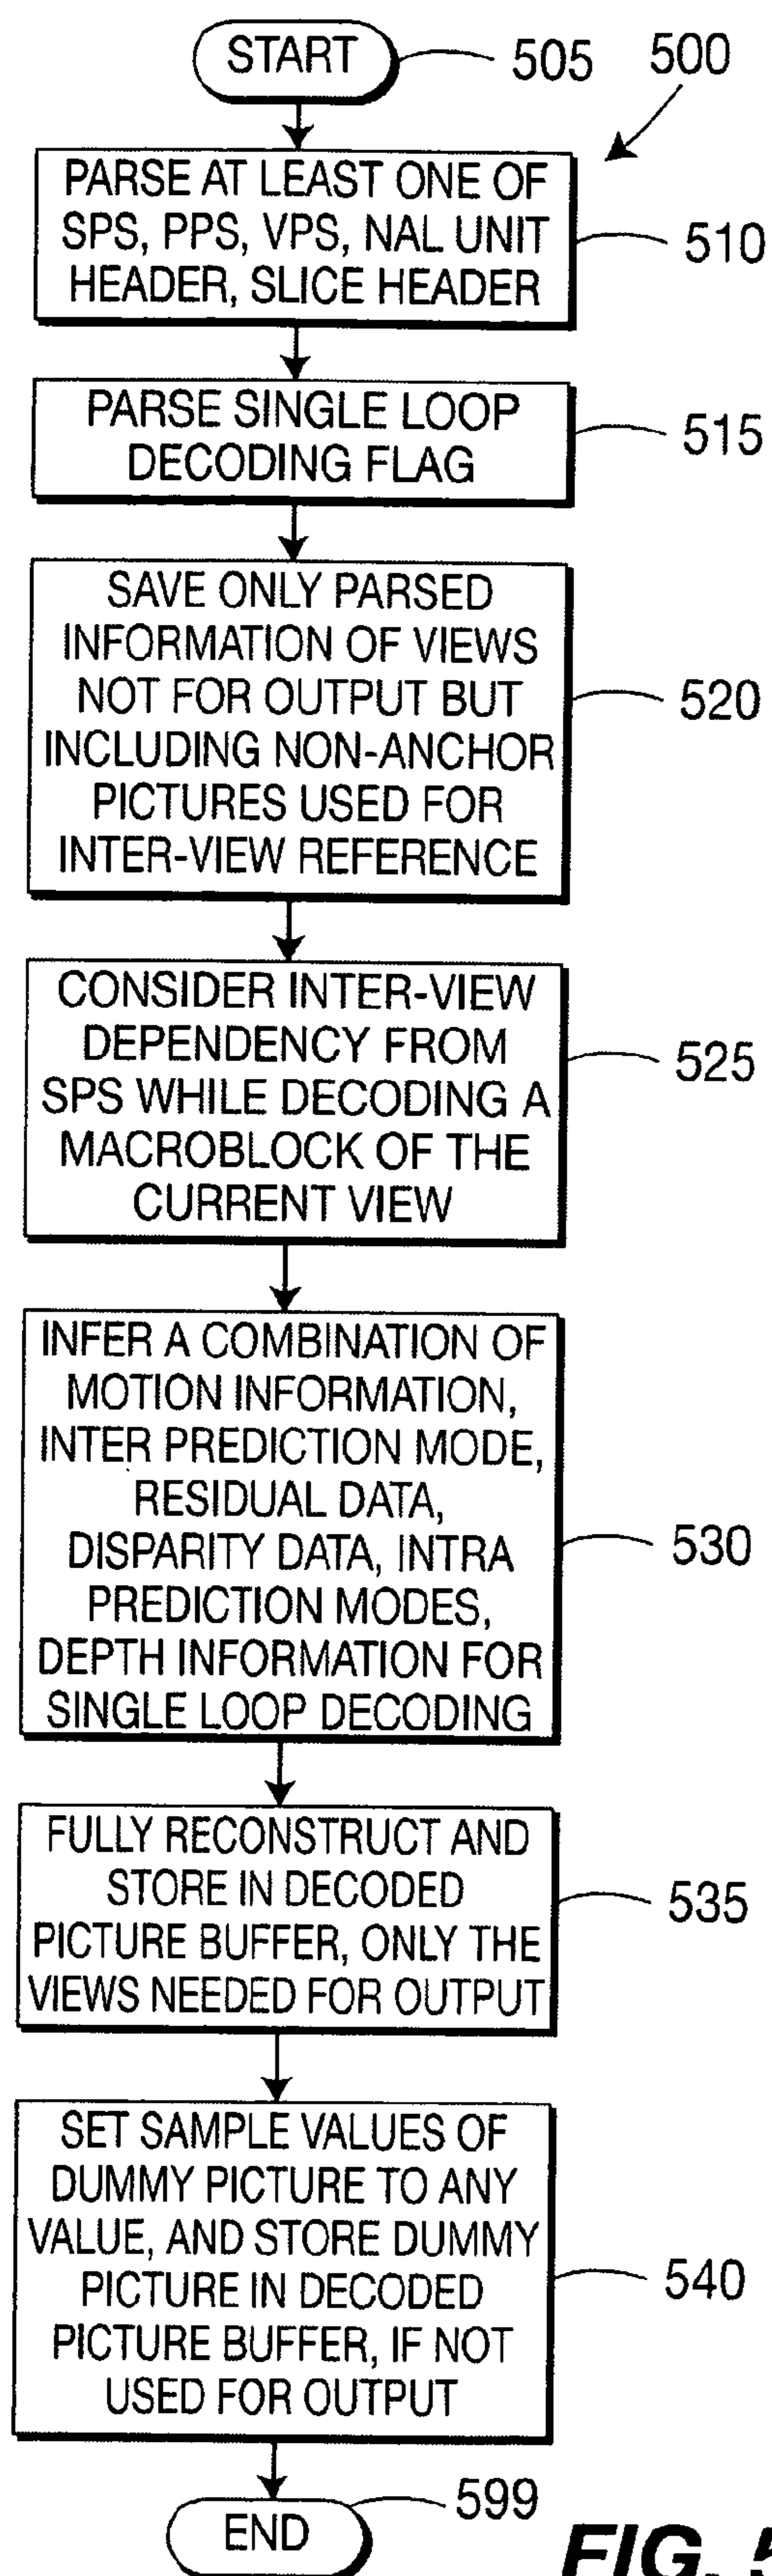 START
505
500
PARSE AT LEAST ONE OF
SPS, PPS, VPS, NAL UNIT
HEADER, SLICE HEADER
510
PARSE SINGLE LOOP
DECODING FLAG
515
SAVE ONLY PARSED
INFORMATION OF VIEWS
NOT FOR OUTPUT BUT
INCLUDING NON-ANCHOR
PICTURES USED FOR
INTER-VIEW REFERENCE
520
CONSIDER INTER-VIEW
DEPENDENCY FROM
SPS WHILE DECODING A
MACROBLOCK OF THE
CURRENT VIEW
525
INFER A COMBINATION OF
MOTION INFORMATION,
INTER PREDICTION MODE,
RESIDUAL DATA,
DISPARITY DATA, INTRA
PREDICTION MODES,
DEPTH INFORMATION FOR
SINGLE LOOP DECODING
530
FULLY RECONSTRUCT AND
STORE IN DECODED
PICTURE BUFFER, ONLY THE
VIEWS NEEDED FOR OUTPUT
535
SET SAMPLE VALUES OF
DUMMY PICTURE TO ANY
VALUE, AND STORE DUMMY
PICTURE IN DECODED
PICTURE BUFFER, IF NOT
USED FOR OUTPUT
540
END
599
FIG. 5